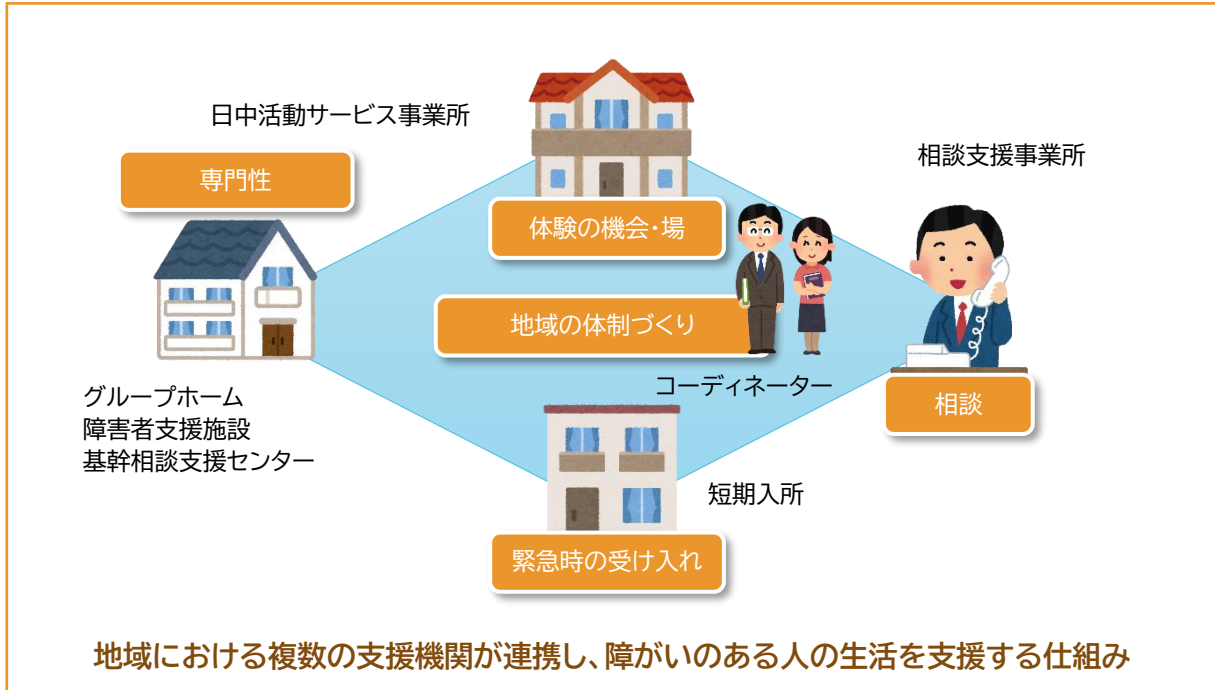 日中活動サービス事業所
相談支援事業所
専門性
体験の機会・場
地域の体制づくり
コーディネーター
グループホーム
障害者支援施設
基幹相談支援センター
相談
短期入所
緊急時の受け入れ
地域における複数の支援機関が連携し、障がいのある人の生活を支援する仕組み